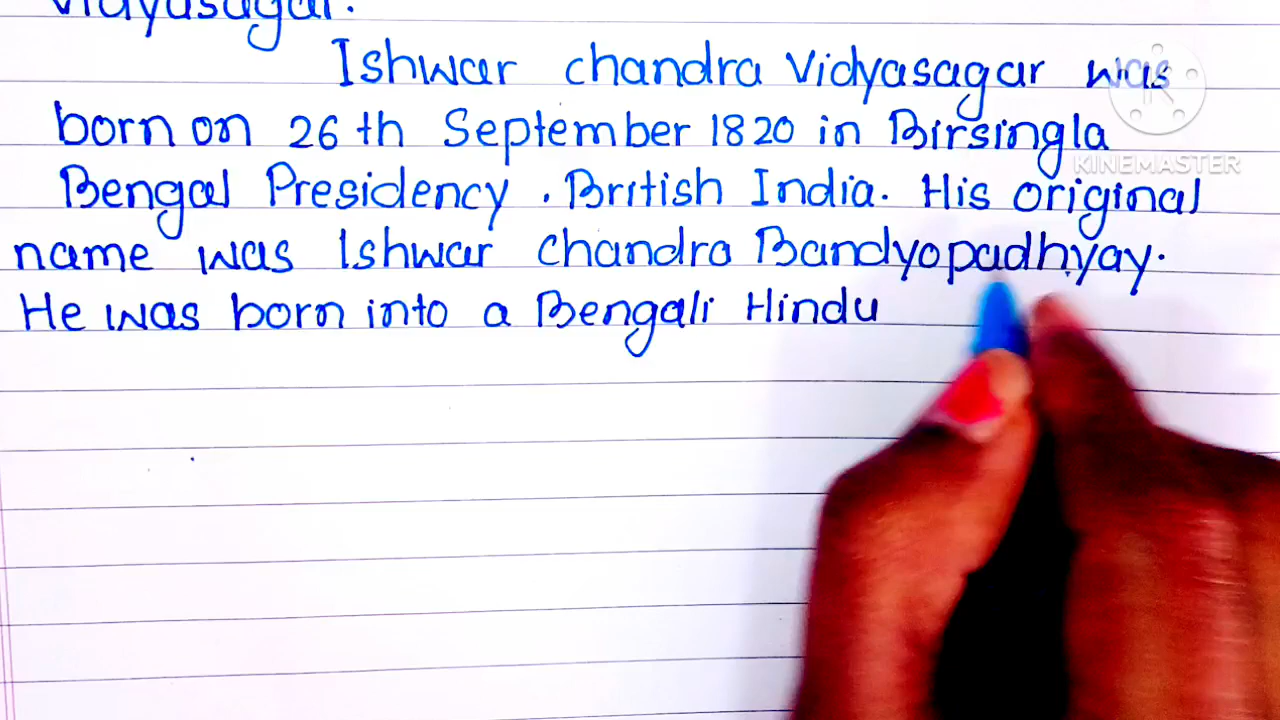 Vidyasagar.
Ishwar chandra Vidyasagar was
born on 26 th September 1820 in Birsingla
Bengal Presidency . British India. His original
name was Ishwar chandra Bandyopadhyay.
He was born into a Bengali Hindu
KINEMASTER